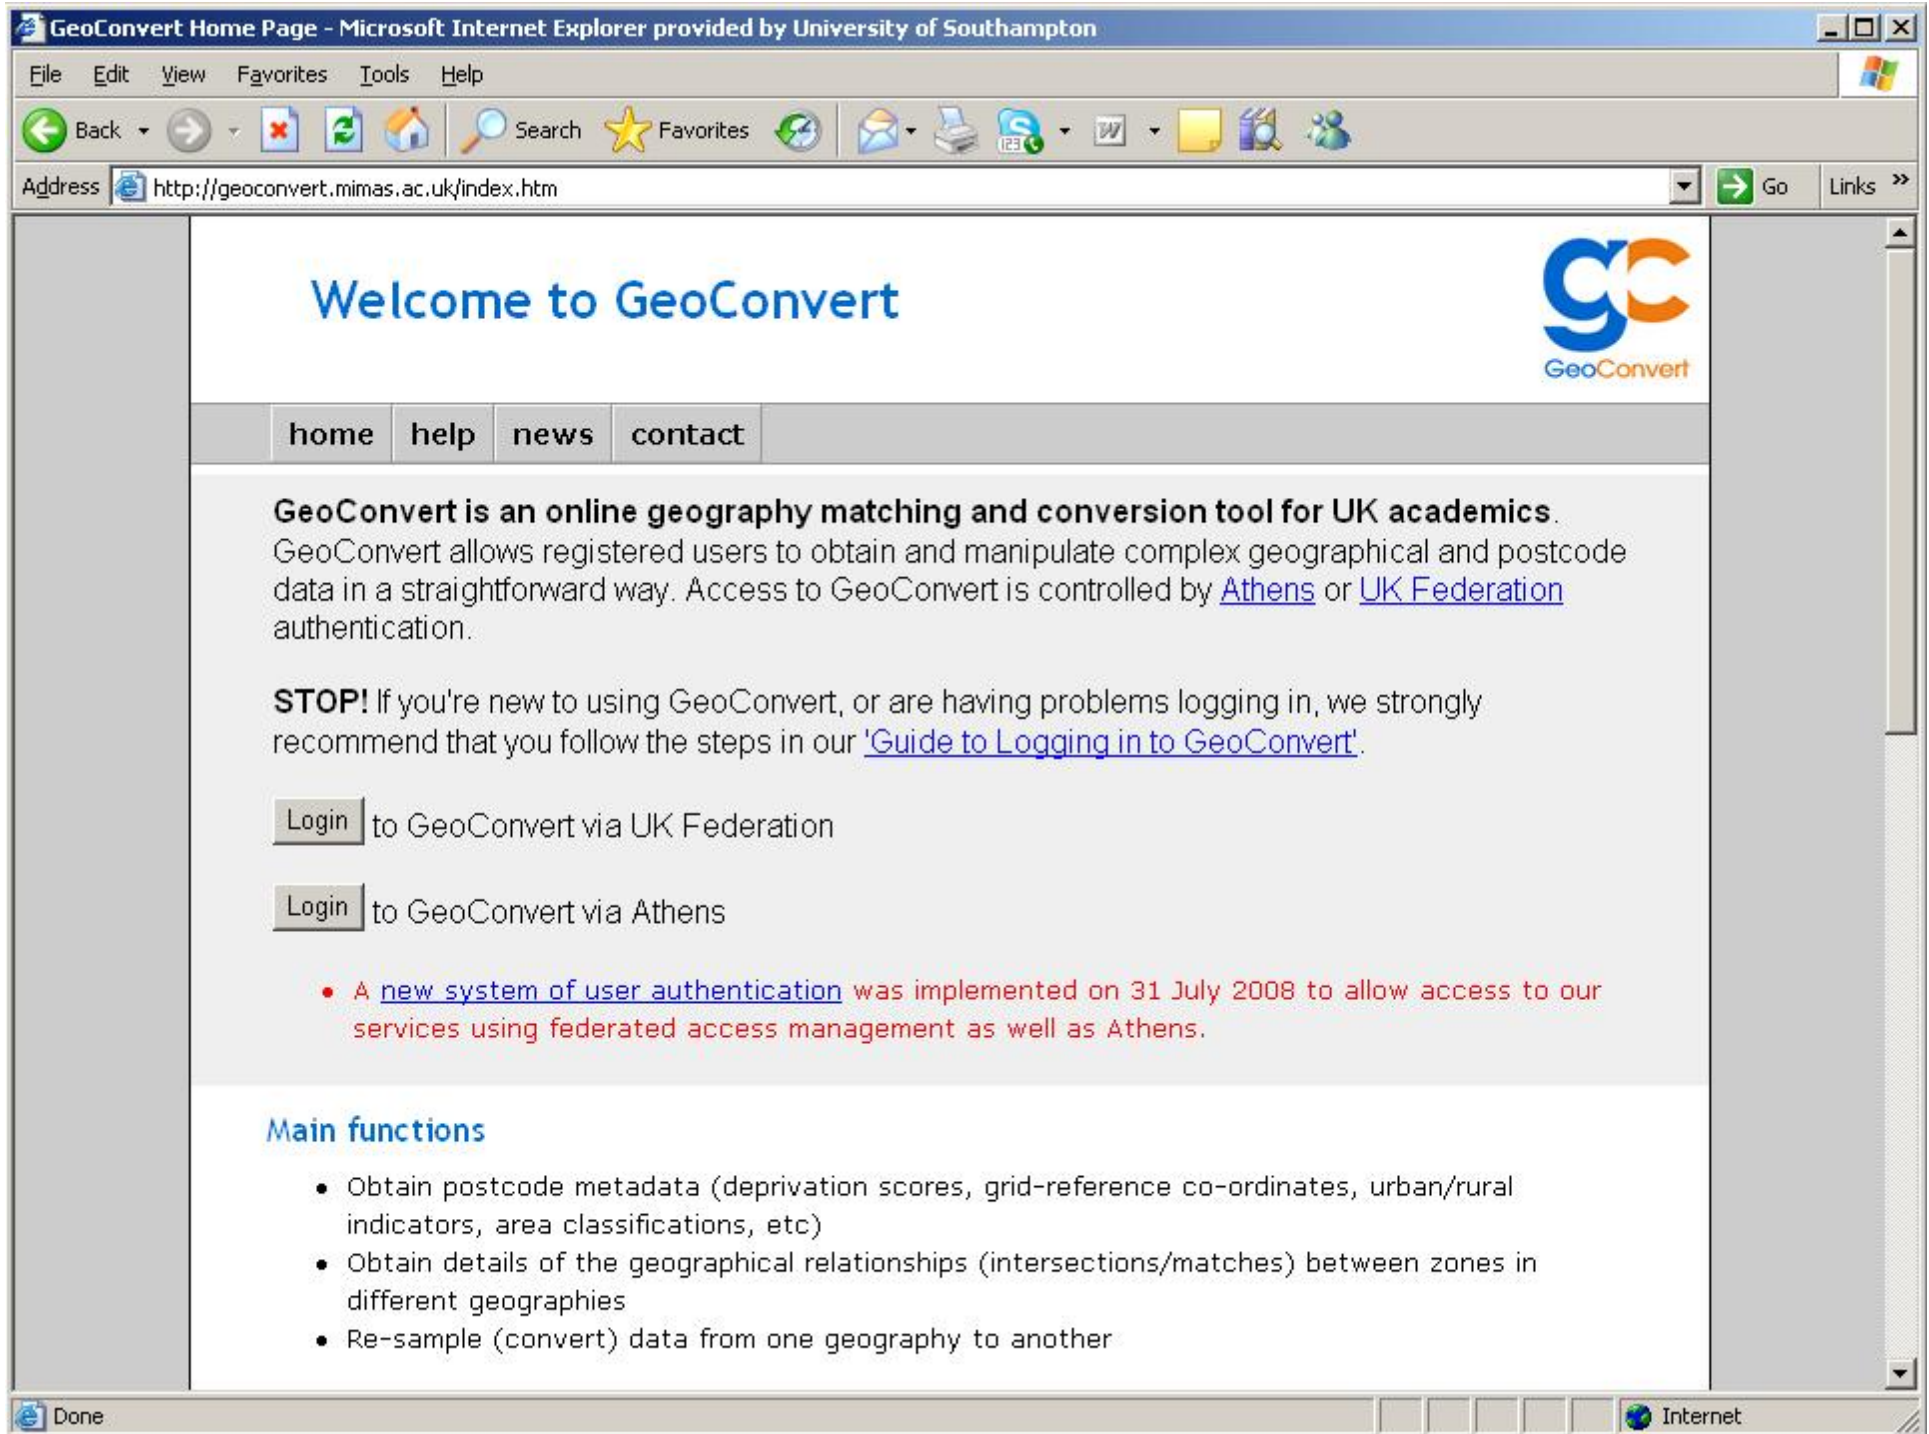 GeoConvert Home Page - Microsoft Internet Explorer provided by University of Southampton
File Edit View Favorites Tools Help
Back Search Favorites 123 W
Address http://geoconvert.mimas.ac.uk/index.htm Go Links »
Welcome to GeoConvert
gc
GeoConvert
home help news contact
GeoConvert is an online geography matching and conversion tool for UK academics.
GeoConvert allows registered users to obtain and manipulate complex geographical and postcode
data in a straightforward way. Access to GeoConvert is controlled by Athens or UK Federation
authentication.
STOP! If you're new to using GeoConvert, or are having problems logging in, we strongly
recommend that you follow the steps in our 'Guide to Logging in to GeoConvert'.
Login to GeoConvert via UK Federation
Login to GeoConvert via Athens
• A new system of user authentication was implemented on 31 July 2008 to allow access to our
services using federated access management as well as Athens.
Main functions
• Obtain postcode metadata (deprivation scores, grid-reference co-ordinates, urban/rural
indicators, area classifications, etc)
• Obtain details of the geographical relationships (intersections/matches) between zones in
different geographies
• Re-sample (convert) data from one geography to another
Done Internet